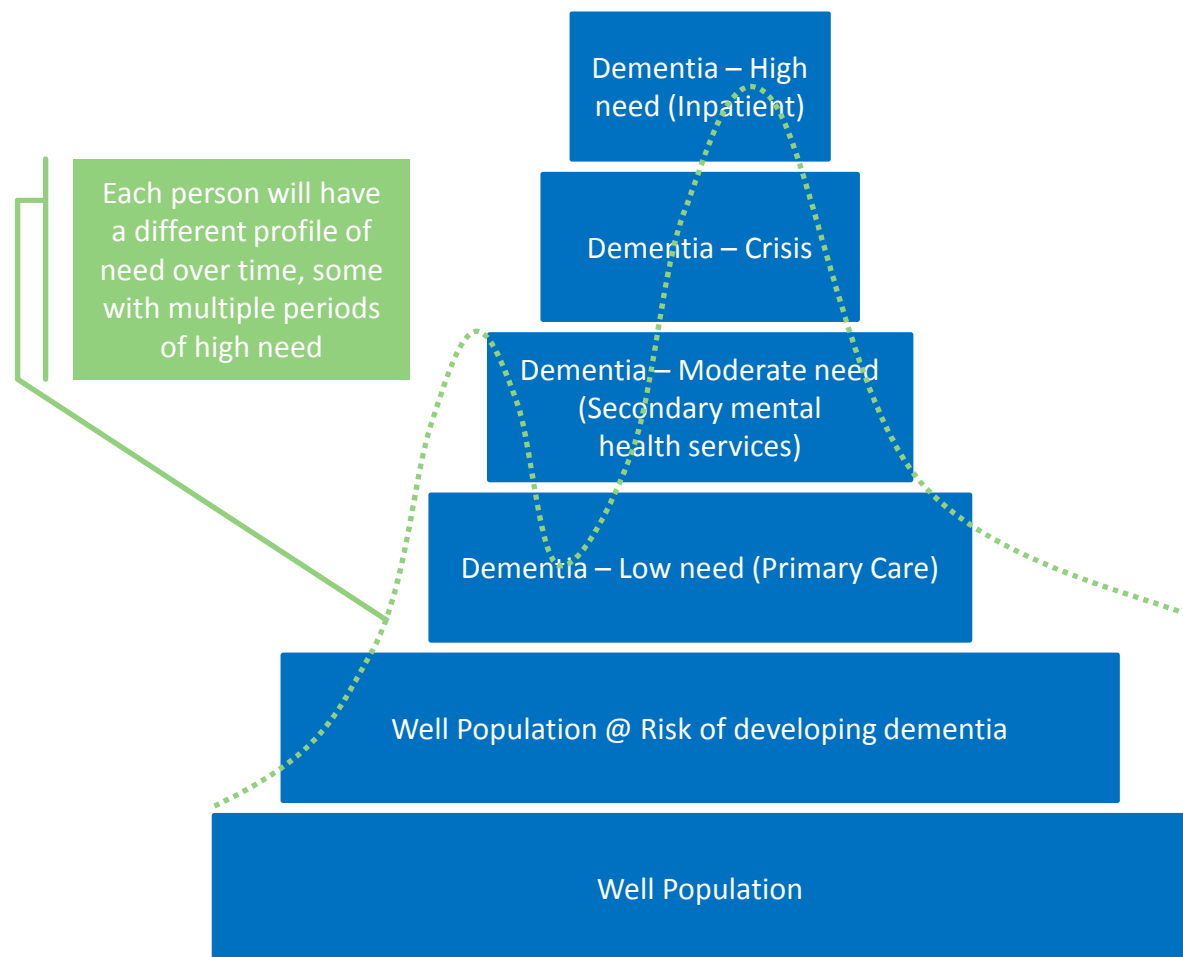 Dementia – High
need (Inpatient)
Each person will have
a different profile of
need over time, some
with multiple periods
of high need
Dementia – Crisis
Dementia – Moderate need
(Secondary mental
health services)
Dementia – Low need (Primary Care)
Well Population @ Risk of developing dementia
Well Population